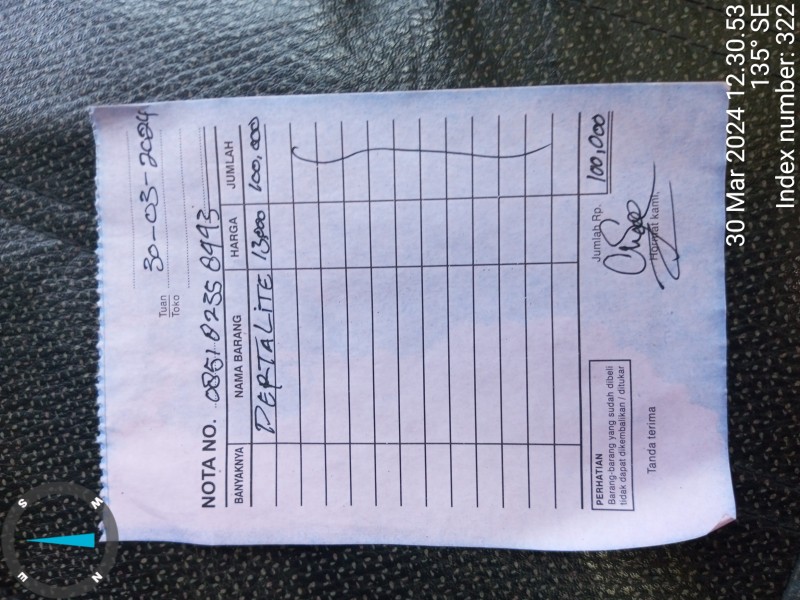 30-03-2024
Tuan
Toko
NOTA NO. 0851 8235 8993
BANYAKNYA NAMA BARANG HARGA JUMLAH
PERTALITE 13,000 100,000
Jumlah Rp. 100,000
PERHATIAN
Barang-barang yang sudah dibeli
tidak dapat dikembalikan / ditukar
Tanda terima
Hormat kami,
30 Mar 2024 12.30.53
135° SE
Index number: 322
S
W
E
N